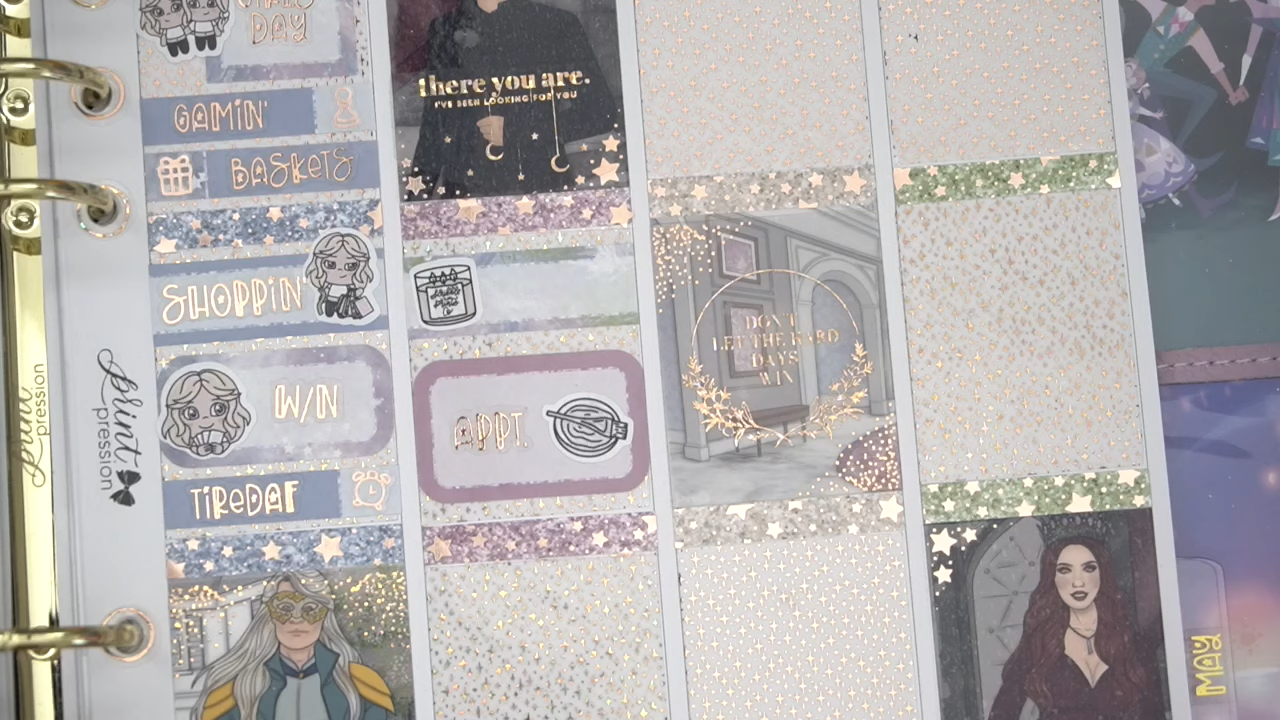 DAY
GAMIN'
BASKETS
SHOPPIN'
W/N
TIREDAF
there you are.
I'VE BEEN LOOKING FOR YOU
APPT.
DON'T
LET THE HARD
DAYS
WIN
print
pression
print
pression
MAY